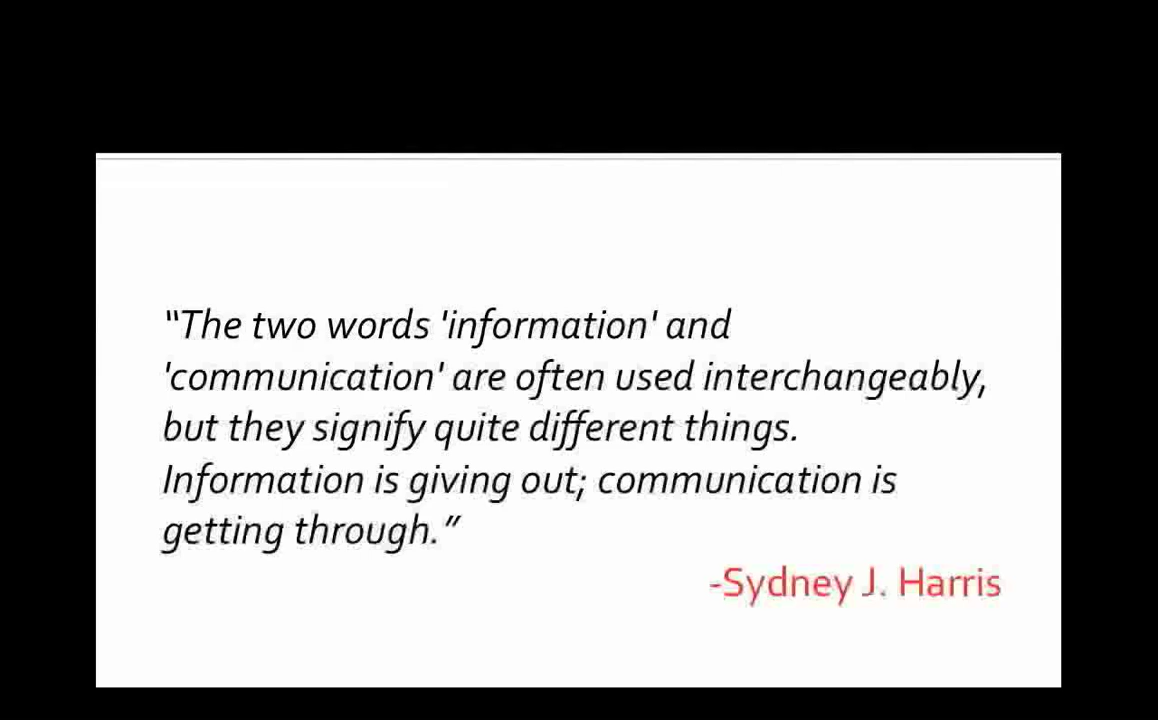 “The two words 'information' and
'communication' are often used interchangeably,
but they signify quite different things.
Information is giving out; communication is
getting through.”
-Sydney J. Harris